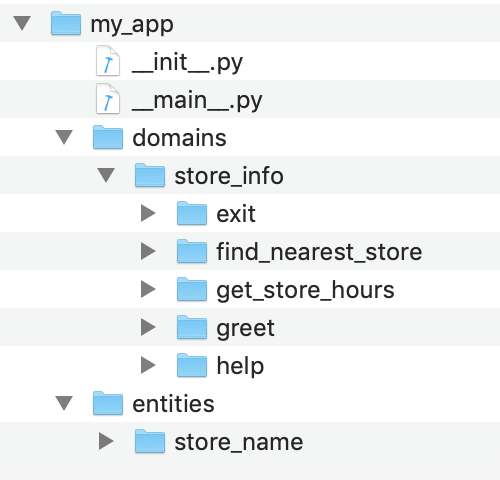 my_app
__init__.py
__main__.py
domains
store_info
exit
find_nearest_store
get_store_hours
greet
help
entities
store_name